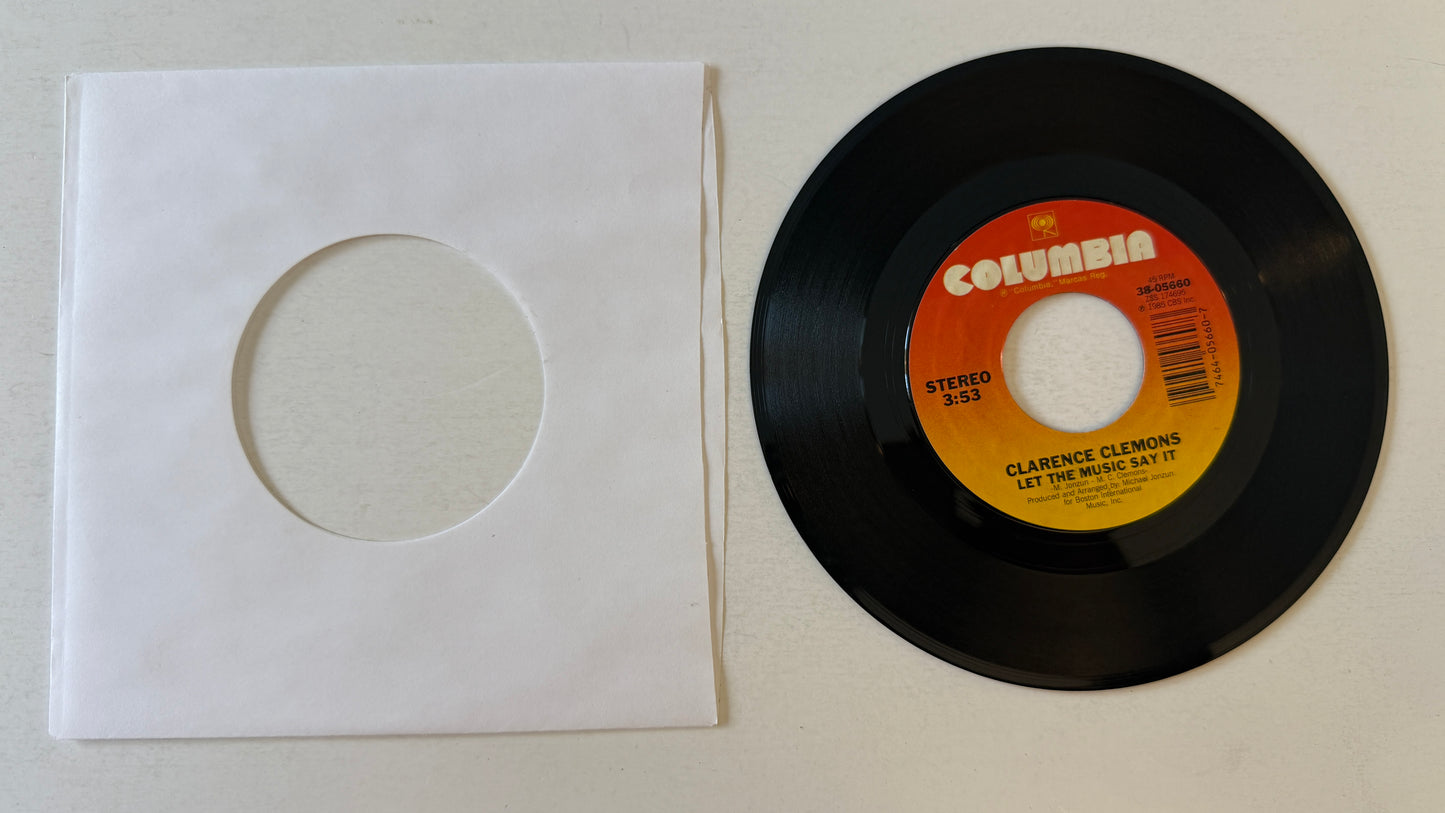 COLUMBIA
® "Columbia," Marcas Reg.
45 RPM
38-05660
ZSS 174695
℗ 1985 CBS Inc.
7464-05660-7
STEREO
3:53
CLARENCE CLEMONS
LET THE MUSIC SAY IT
-M. Jonzun - M. C. Clemons-
Produced and Arranged by: Michael Jonzun
for Boston International
Music, Inc.